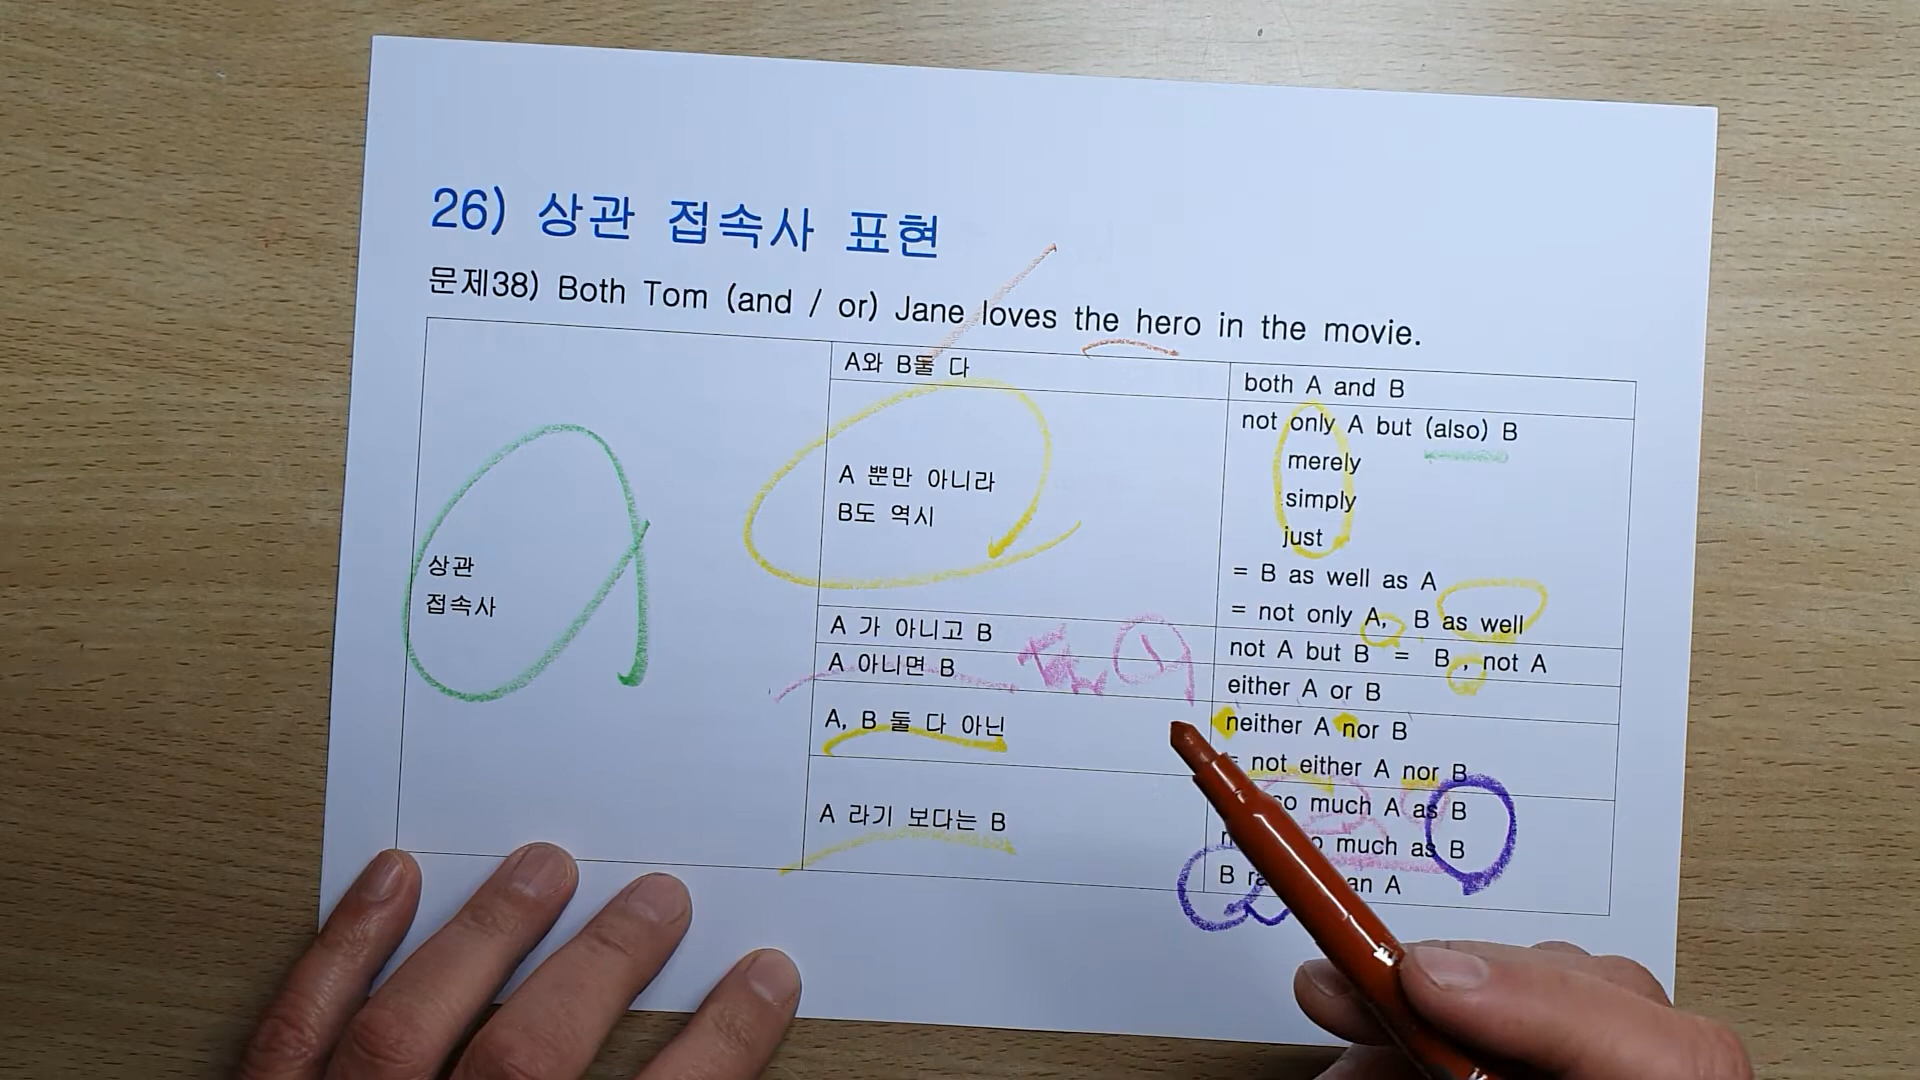 26) 상관 접속사 표현
문제38) Both Tom (and / or) Jane loves the hero in the movie.
상관
접속사
A와 B둘 다
both A and B
A 뿐만 아니라
B도 역시
not only A but (also) B
merely
simply
just
= B as well as A
= not only A, B as well
A 가 아니고 B
not A but B = B , not A
A 아니면 B
either A or B
A, B 둘 다 아닌
neither A nor B
= not either A nor B
A 라기 보다는 B
so much A as B
much as B
B A